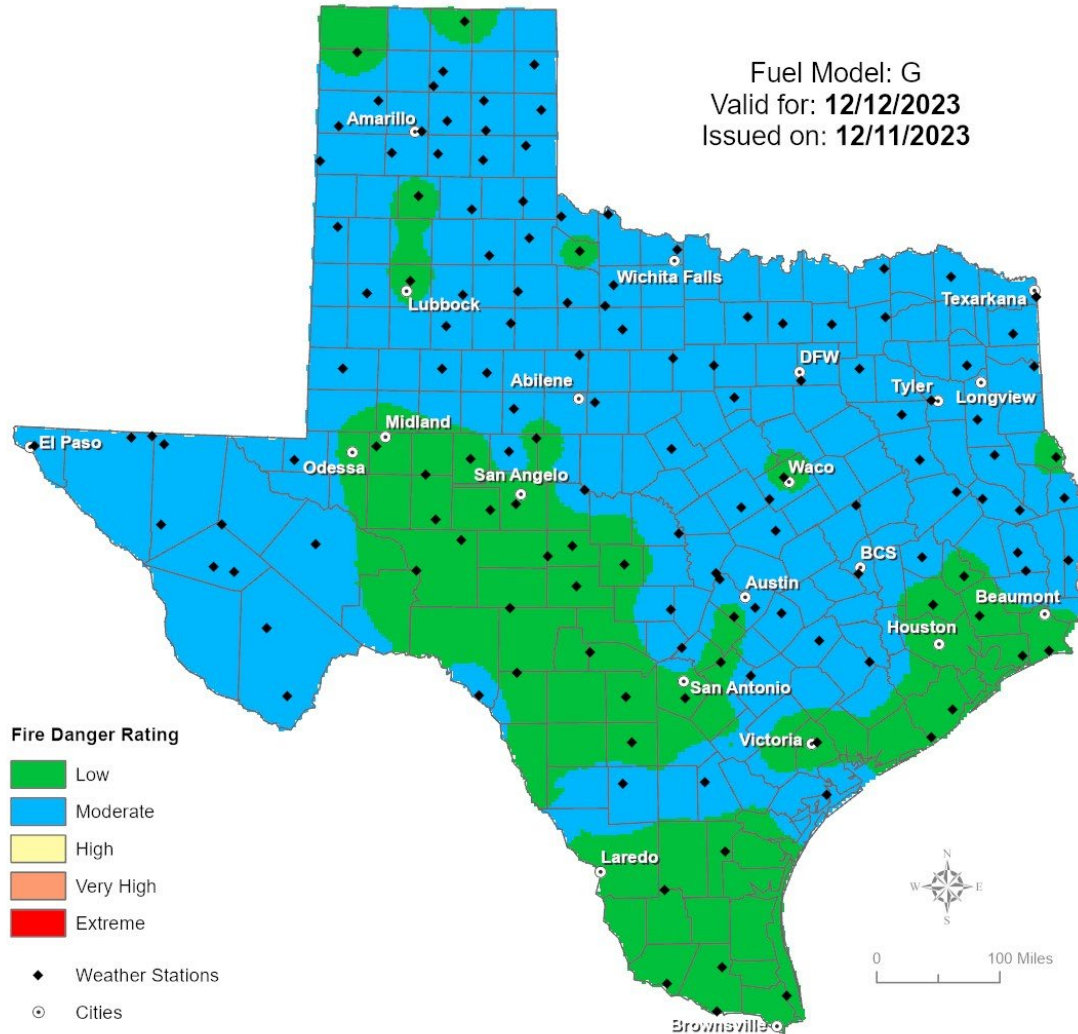 Fuel Model: G
Valid for: 12/12/2023
Issued on: 12/11/2023
Amarillo
Wichita Falls
Lubbock
Texarkana
DFW
Abilene
Tyler
Longview
Midland
El Paso
Odessa
San Angelo
Waco
BCS
Austin
Beaumont
Houston
San Antonio
Victoria
Laredo
Brownsville
Fire Danger Rating
Low
Moderate
High
Very High
Extreme
Weather Stations
Cities
N
W
E
S
0
100 Miles